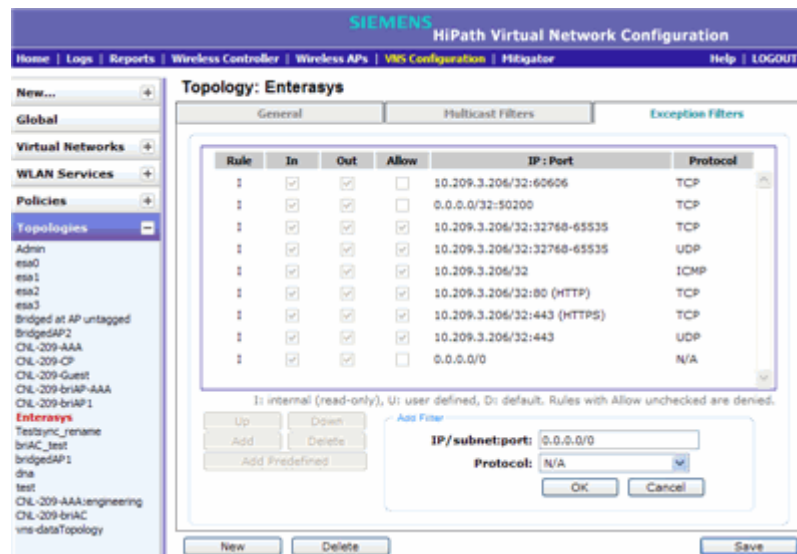 SIEMENS
HiPath Virtual Network Configuration
Home | Logs | Reports | Wireless Controller | Wireless APs | VNS Configuration | Mitigator Help | LOGOUT
New... +
Topology: Enterasys
Global
General Multicast Filters Exception Filters
Virtual Networks +
WLAN Services +
Policies +
Topologies −
Admin
esa0
esa1
esa2
esa3
Bridged at AP untagged
BridgedAP2
CNL-209-AAA
CNL-209-CP
CNL-209-Guest
CNL-209-briAP-AAA
CNL-209-briAP1
Enterasys
Testsync_rename
briAC_test
bridgedAP1
dna
test
CNL-209-AAA:engineering
CNL-209-briAC
vns-dataTopology
Rule In Out Allow IP : Port Protocol
I 10.209.3.206/32:60606 TCP
I 0.0.0.0/32:50200 TCP
I 10.209.3.206/32:32768-65535 TCP
I 10.209.3.206/32:32768-65535 UDP
I 10.209.3.206/32 ICMP
I 10.209.3.206/32:80 (HTTP) TCP
I 10.209.3.206/32:443 (HTTPS) TCP
I 10.209.3.206/32:443 UDP
I 0.0.0.0/0 N/A
I: internal (read-only), U: user defined, D: default. Rules with Allow unchecked are denied.
Up Down
Add Delete
Add Predefined
Add Filter
IP/subnet:port: 0.0.0.0/0
Protocol: N/A
OK Cancel
New Delete Save